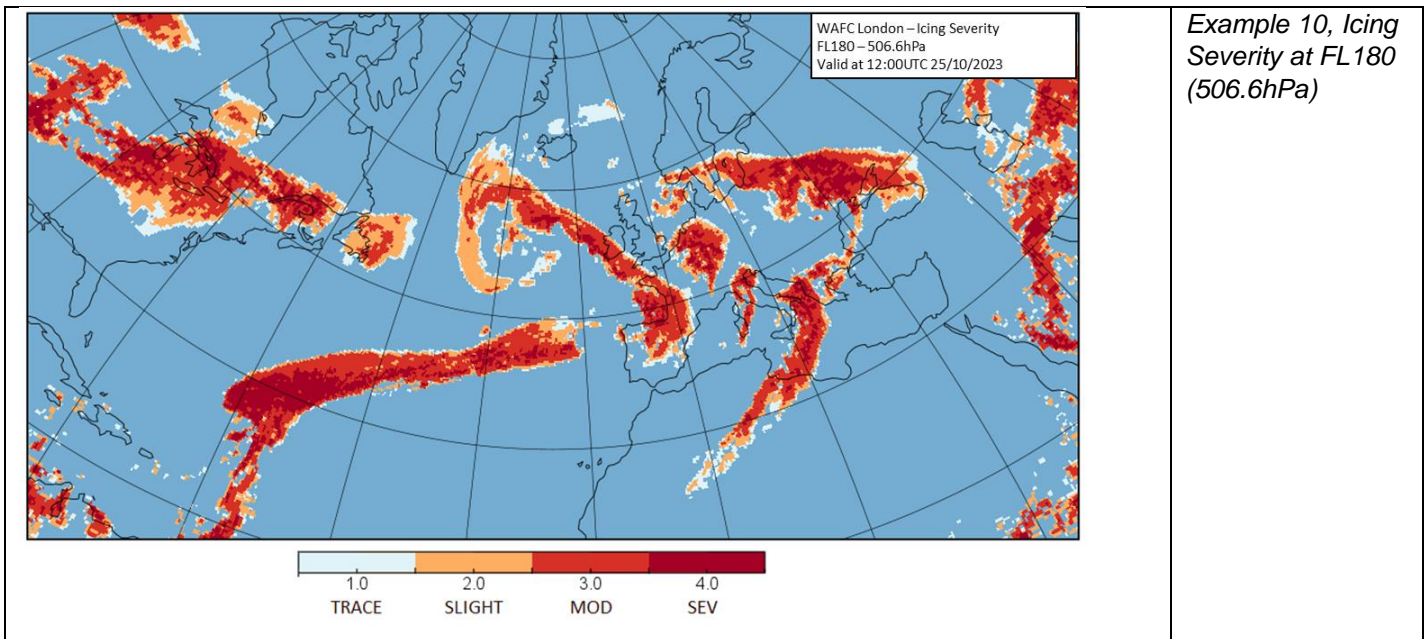 WAFC London – Icing Severity
FL180 – 506.6hPa
Valid at 12:00UTC 25/10/2023
1.0 2.0 3.0 4.0
TRACE SLIGHT MOD SEV
Example 10, Icing
Severity at FL180
(506.6hPa)